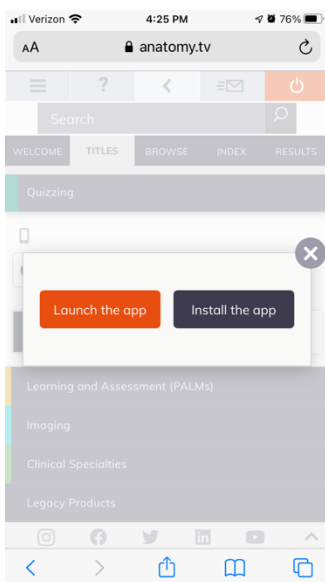 Verizon 4:25 PM 76%
AA anatomy.tv
?
Search
WELCOME TITLES BROWSE INDEX RESULTS
Quizzing
Launch the app Install the app
Learning and Assessment (PALMs)
Imaging
Clinical Specialties
Legacy Products